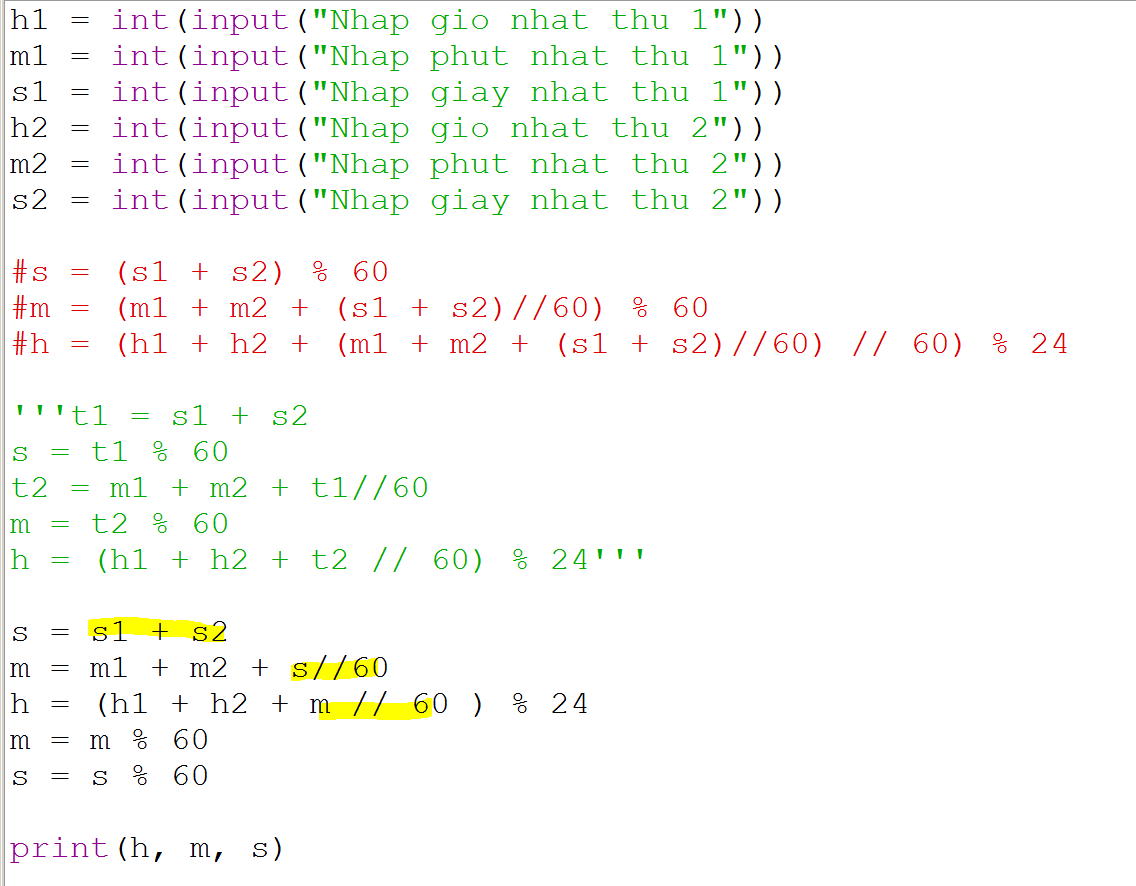 h1 = int(input("Nhap gio nhat thu 1"))
m1 = int(input("Nhap phut nhat thu 1"))
s1 = int(input("Nhap giay nhat thu 1"))
h2 = int(input("Nhap gio nhat thu 2"))
m2 = int(input("Nhap phut nhat thu 2"))
s2 = int(input("Nhap giay nhat thu 2"))
#s = (s1 + s2) % 60
#m = (m1 + m2 + (s1 + s2)//60) % 60
#h = (h1 + h2 + (m1 + m2 + (s1 + s2)//60) // 60) % 24
'''t1 = s1 + s2
s = t1 % 60
t2 = m1 + m2 + t1//60
m = t2 % 60
h = (h1 + h2 + t2 // 60) % 24'''
s = s1 + s2
m = m1 + m2 + s//60
h = (h1 + h2 + m // 60 ) % 24
m = m % 60
s = s % 60
print(h, m, s)